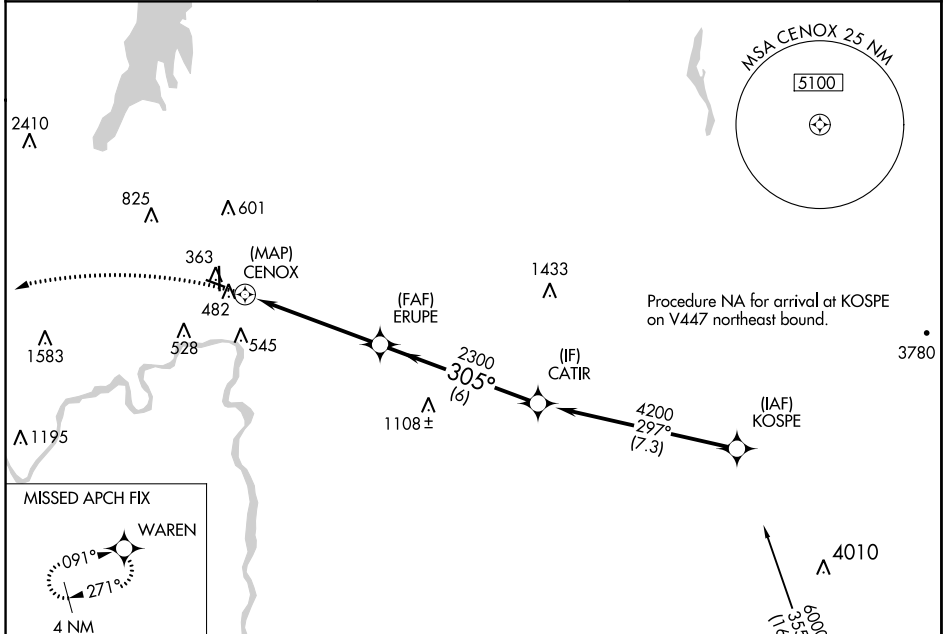 MSA CENOX 25 NM
5100
2410
825
601
(MAP)
CENOX
363
482
1433
(FAF)
ERUPE
Procedure NA for arrival at KOSPE
on V447 northeast bound.
3780
1583
528
545
2300
305°
(6)
(IF)
CATIR
1108 ±
4200
297°
(7.3)
(IAF)
KOSPE
1195
MISSED APCH FIX
WAREN
091°
271°
4 NM
4010
6000